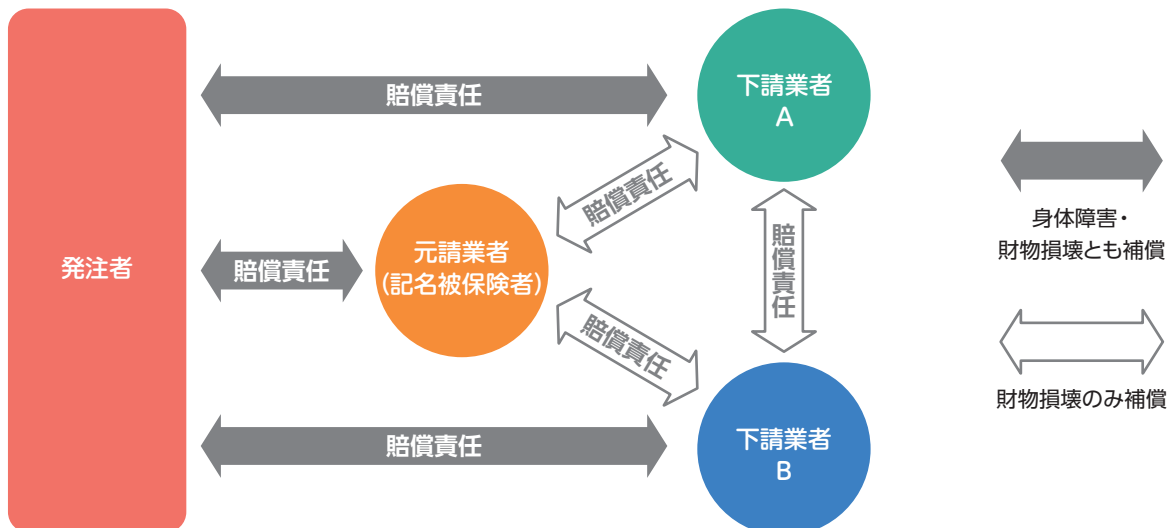 発注者
賠償責任
下請業者
A
賠償責任
元請業者
(記名被保険者)
賠償責任
賠償責任
賠償責任
賠償責任
下請業者
B
身体障害・
財物損壊とも補償
財物損壊のみ補償